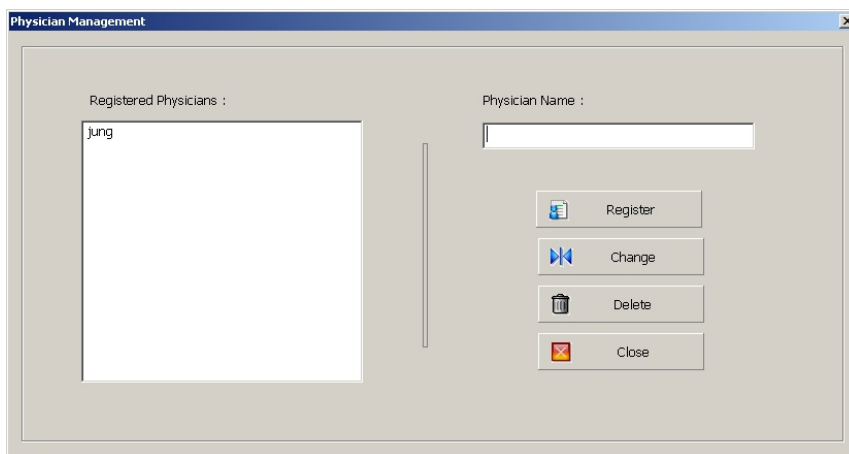 Physician Management
Registered Physicians :
jung
Physician Name :
Register
Change
Delete
Close